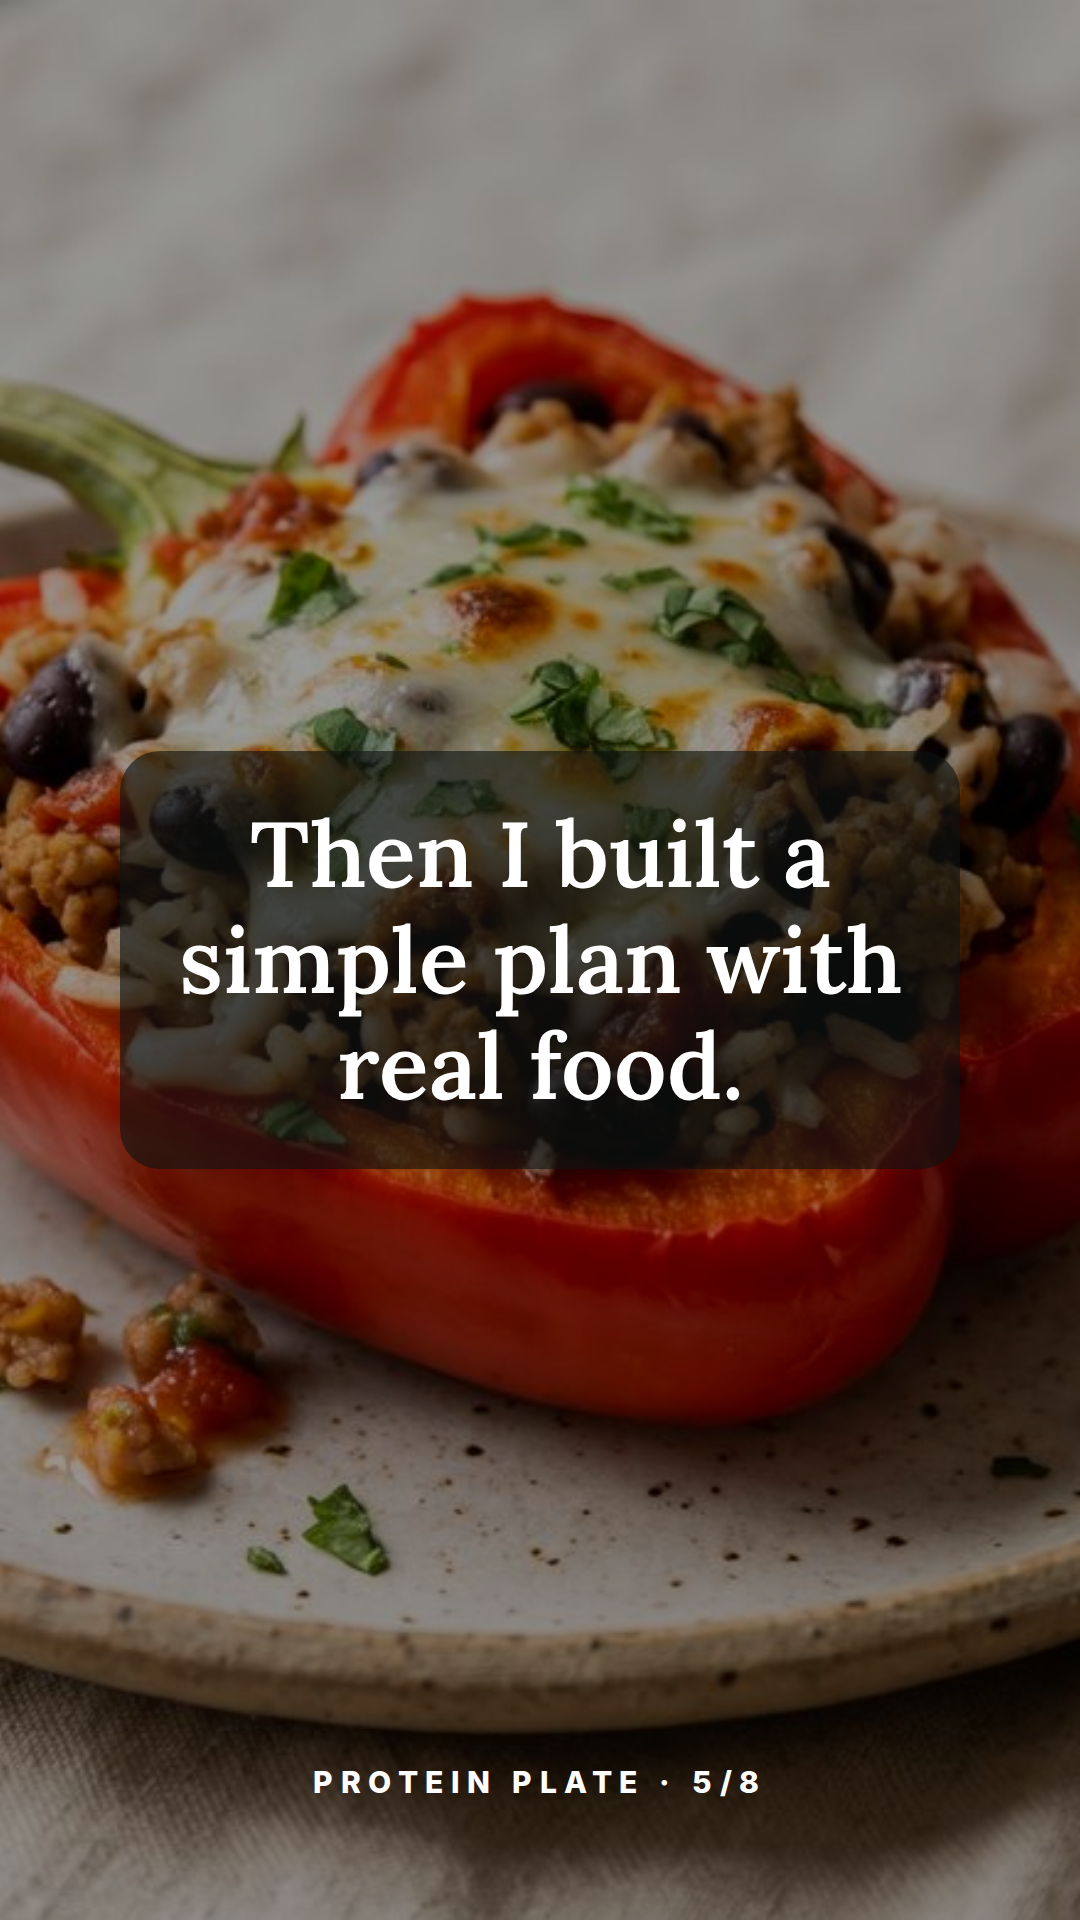 Then I built a
simple plan with
real food.
PROTEIN PLATE · 5/8